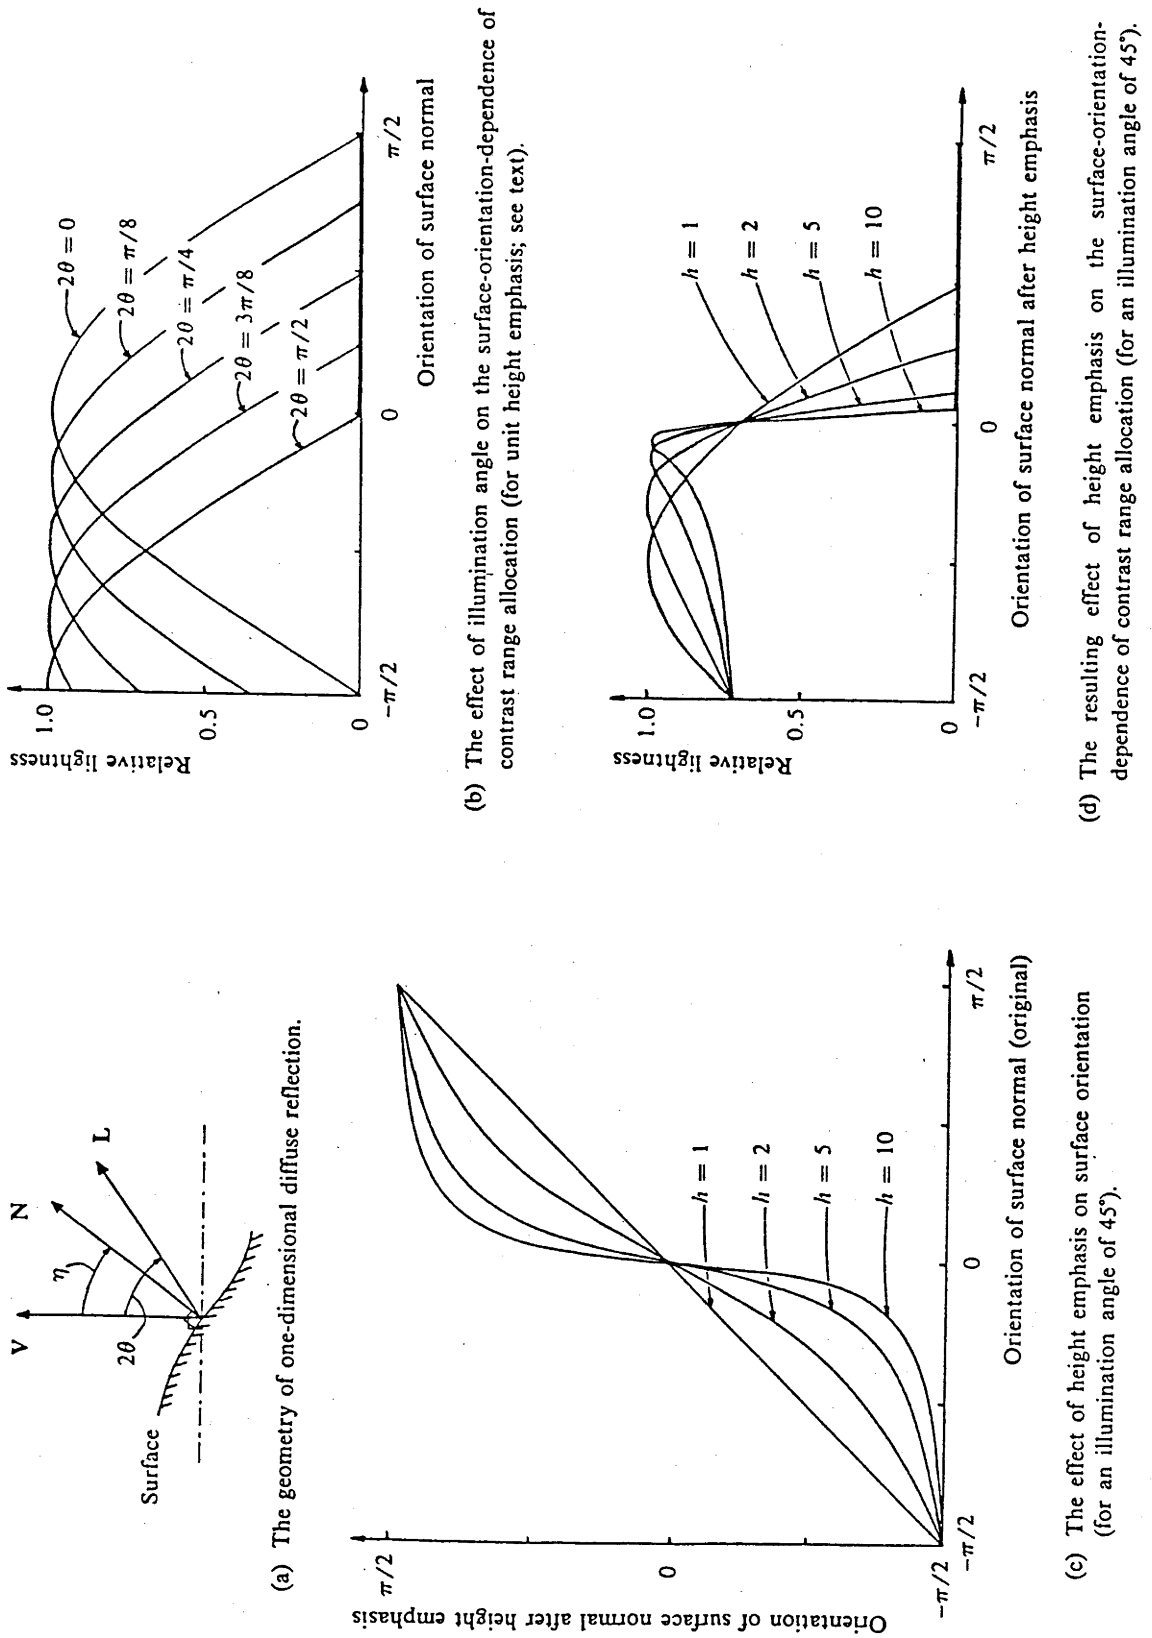 V
N
L
η
2θ
Surface
(a) The geometry of one-dimensional diffuse reflection.
Relative lightness
1.0
0.5
0
−π/2
0
π/2
2θ = 0
2θ = π/8
2θ = π/4
2θ = 3π/8
2θ = π/2
Orientation of surface normal
(b) The effect of illumination angle on the surface-orientation-dependence of
contrast range allocation (for unit height emphasis; see text).
Orientation of surface normal after height emphasis
π/2
0
−π/2
−π/2
0
π/2
h = 1
h = 2
h = 5
h = 10
Orientation of surface normal (original)
(c) The effect of height emphasis on surface orientation
(for an illumination angle of 45°).
Relative lightness
1.0
0.5
0
−π/2
0
π/2
h = 1
h = 2
h = 5
h = 10
Orientation of surface normal after height emphasis
(d) The resulting effect of height emphasis on the surface-orientation-
dependence of contrast range allocation (for an illumination angle of 45°).